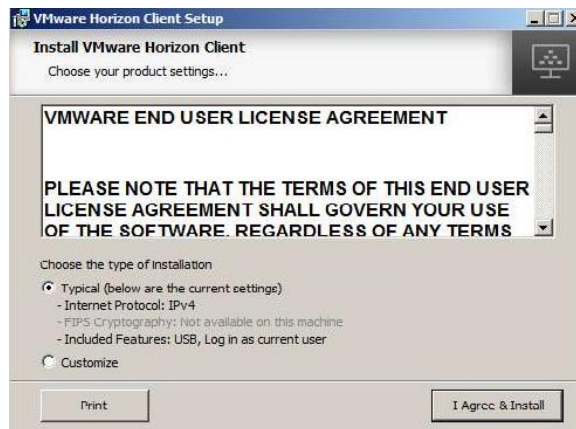 VMware Horizon Client Setup
Install VMware Horizon Client
Choose your product settings...
VMWARE END USER LICENSE AGREEMENT
PLEASE NOTE THAT THE TERMS OF THIS END USER
LICENSE AGREEMENT SHALL GOVERN YOUR USE
OF THE SOFTWARE, REGARDLESS OF ANY TERMS
Choose the type of installation
Typical (below are the current settings)
- Internet Protocol: IPv4
- FIPS Cryptography: Not available on this machine
- Included Features: USB, Log in as current user
Customize
Print
I Agree & Install